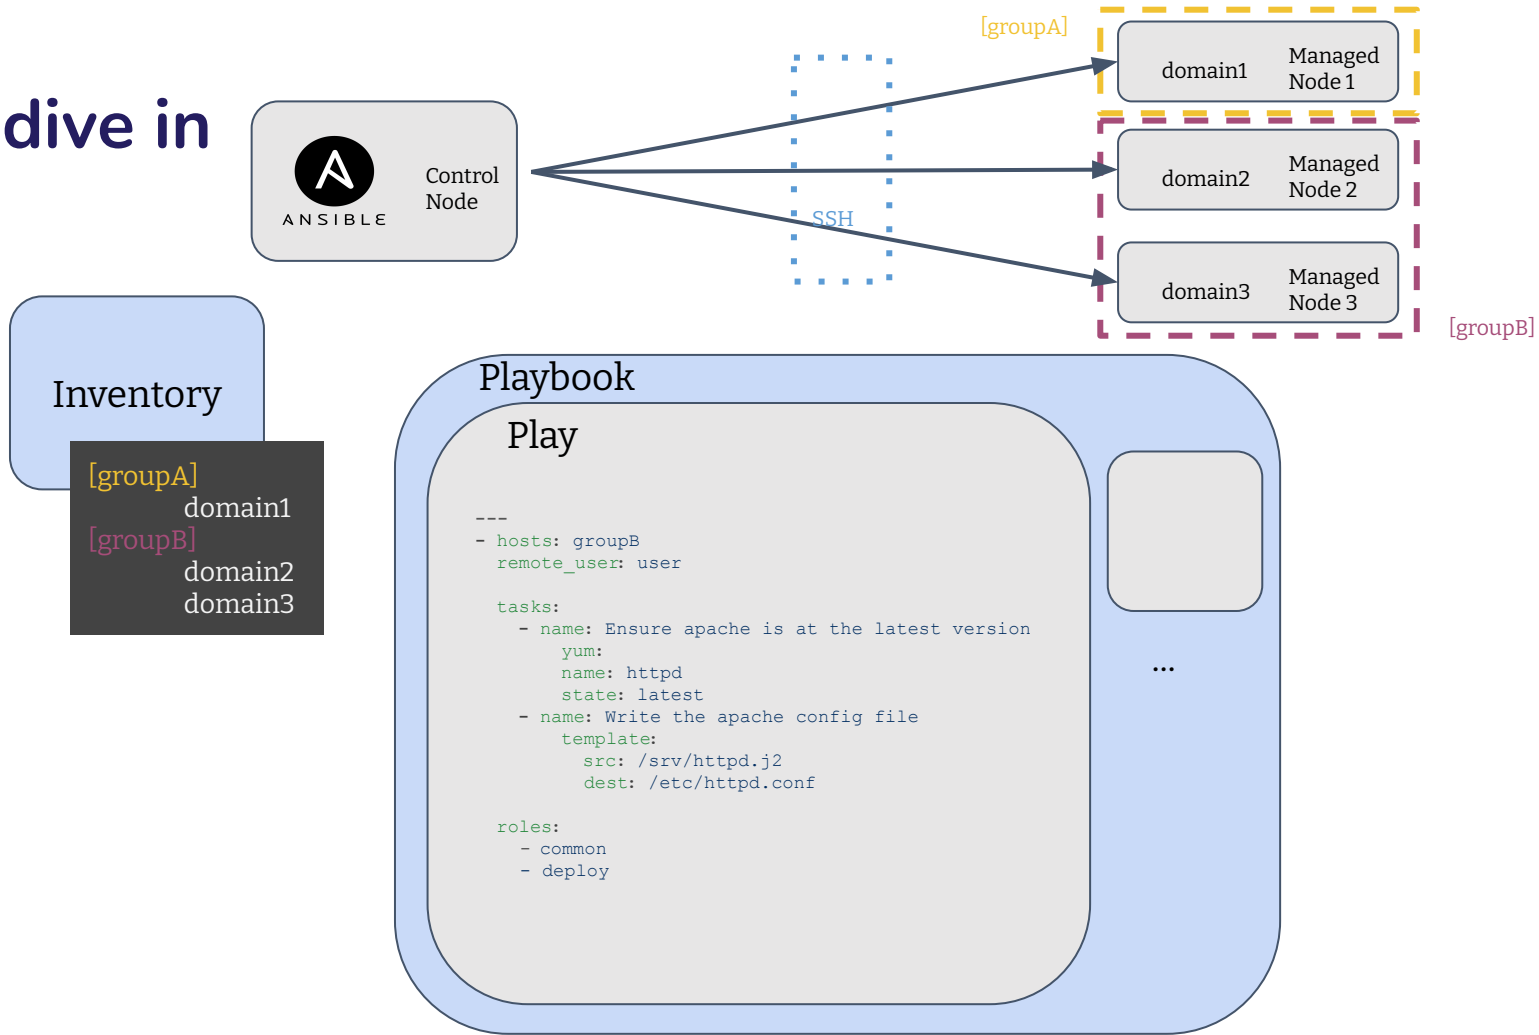 dive in
ANSIBLE
Control
Node
SSH
[groupA]
domain1
Managed
Node 1
domain2
Managed
Node 2
domain3
Managed
Node 3
[groupB]
Inventory
[groupA]
domain1
[groupB]
domain2
domain3
Playbook
Play
---
- hosts: groupB
remote_user: user
tasks:
- name: Ensure apache is at the latest version
yum:
name: httpd
state: latest
- name: Write the apache config file
template:
src: /srv/httpd.j2
dest: /etc/httpd.conf
roles:
- common
- deploy
...